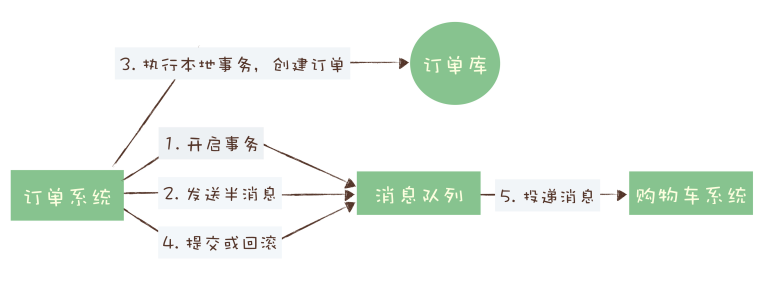 3. 执行本地事务，创建订单
订单库
1. 开启事务
订单系统
2. 发送半消息
消息队列
5. 投递消息
购物车系统
4. 提交或回滚